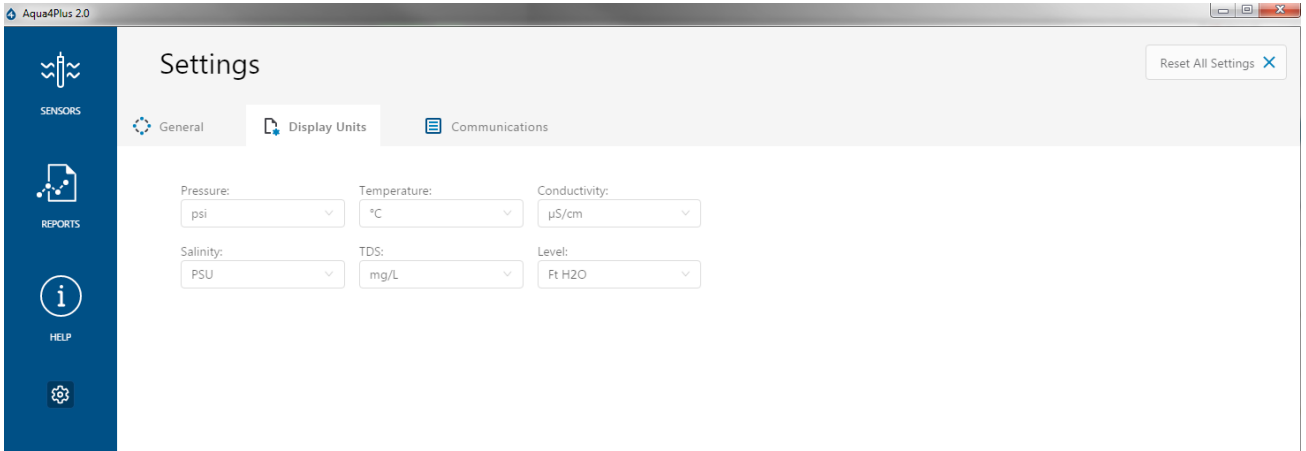 Aqua4Plus 2.0
SENSORS
REPORTS
HELP
Settings
Reset All Settings
General
Display Units
Communications
Pressure: Temperature: Conductivity:
psi °C µS/cm
Salinity: TDS: Level:
PSU mg/L Ft H2O